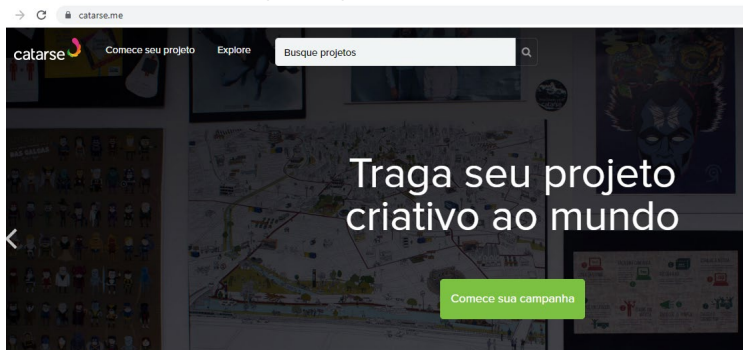 catarse.me
catarse
Comece seu projeto
Explore
Busque projetos
Traga seu projeto
criativo ao mundo
Comece sua campanha